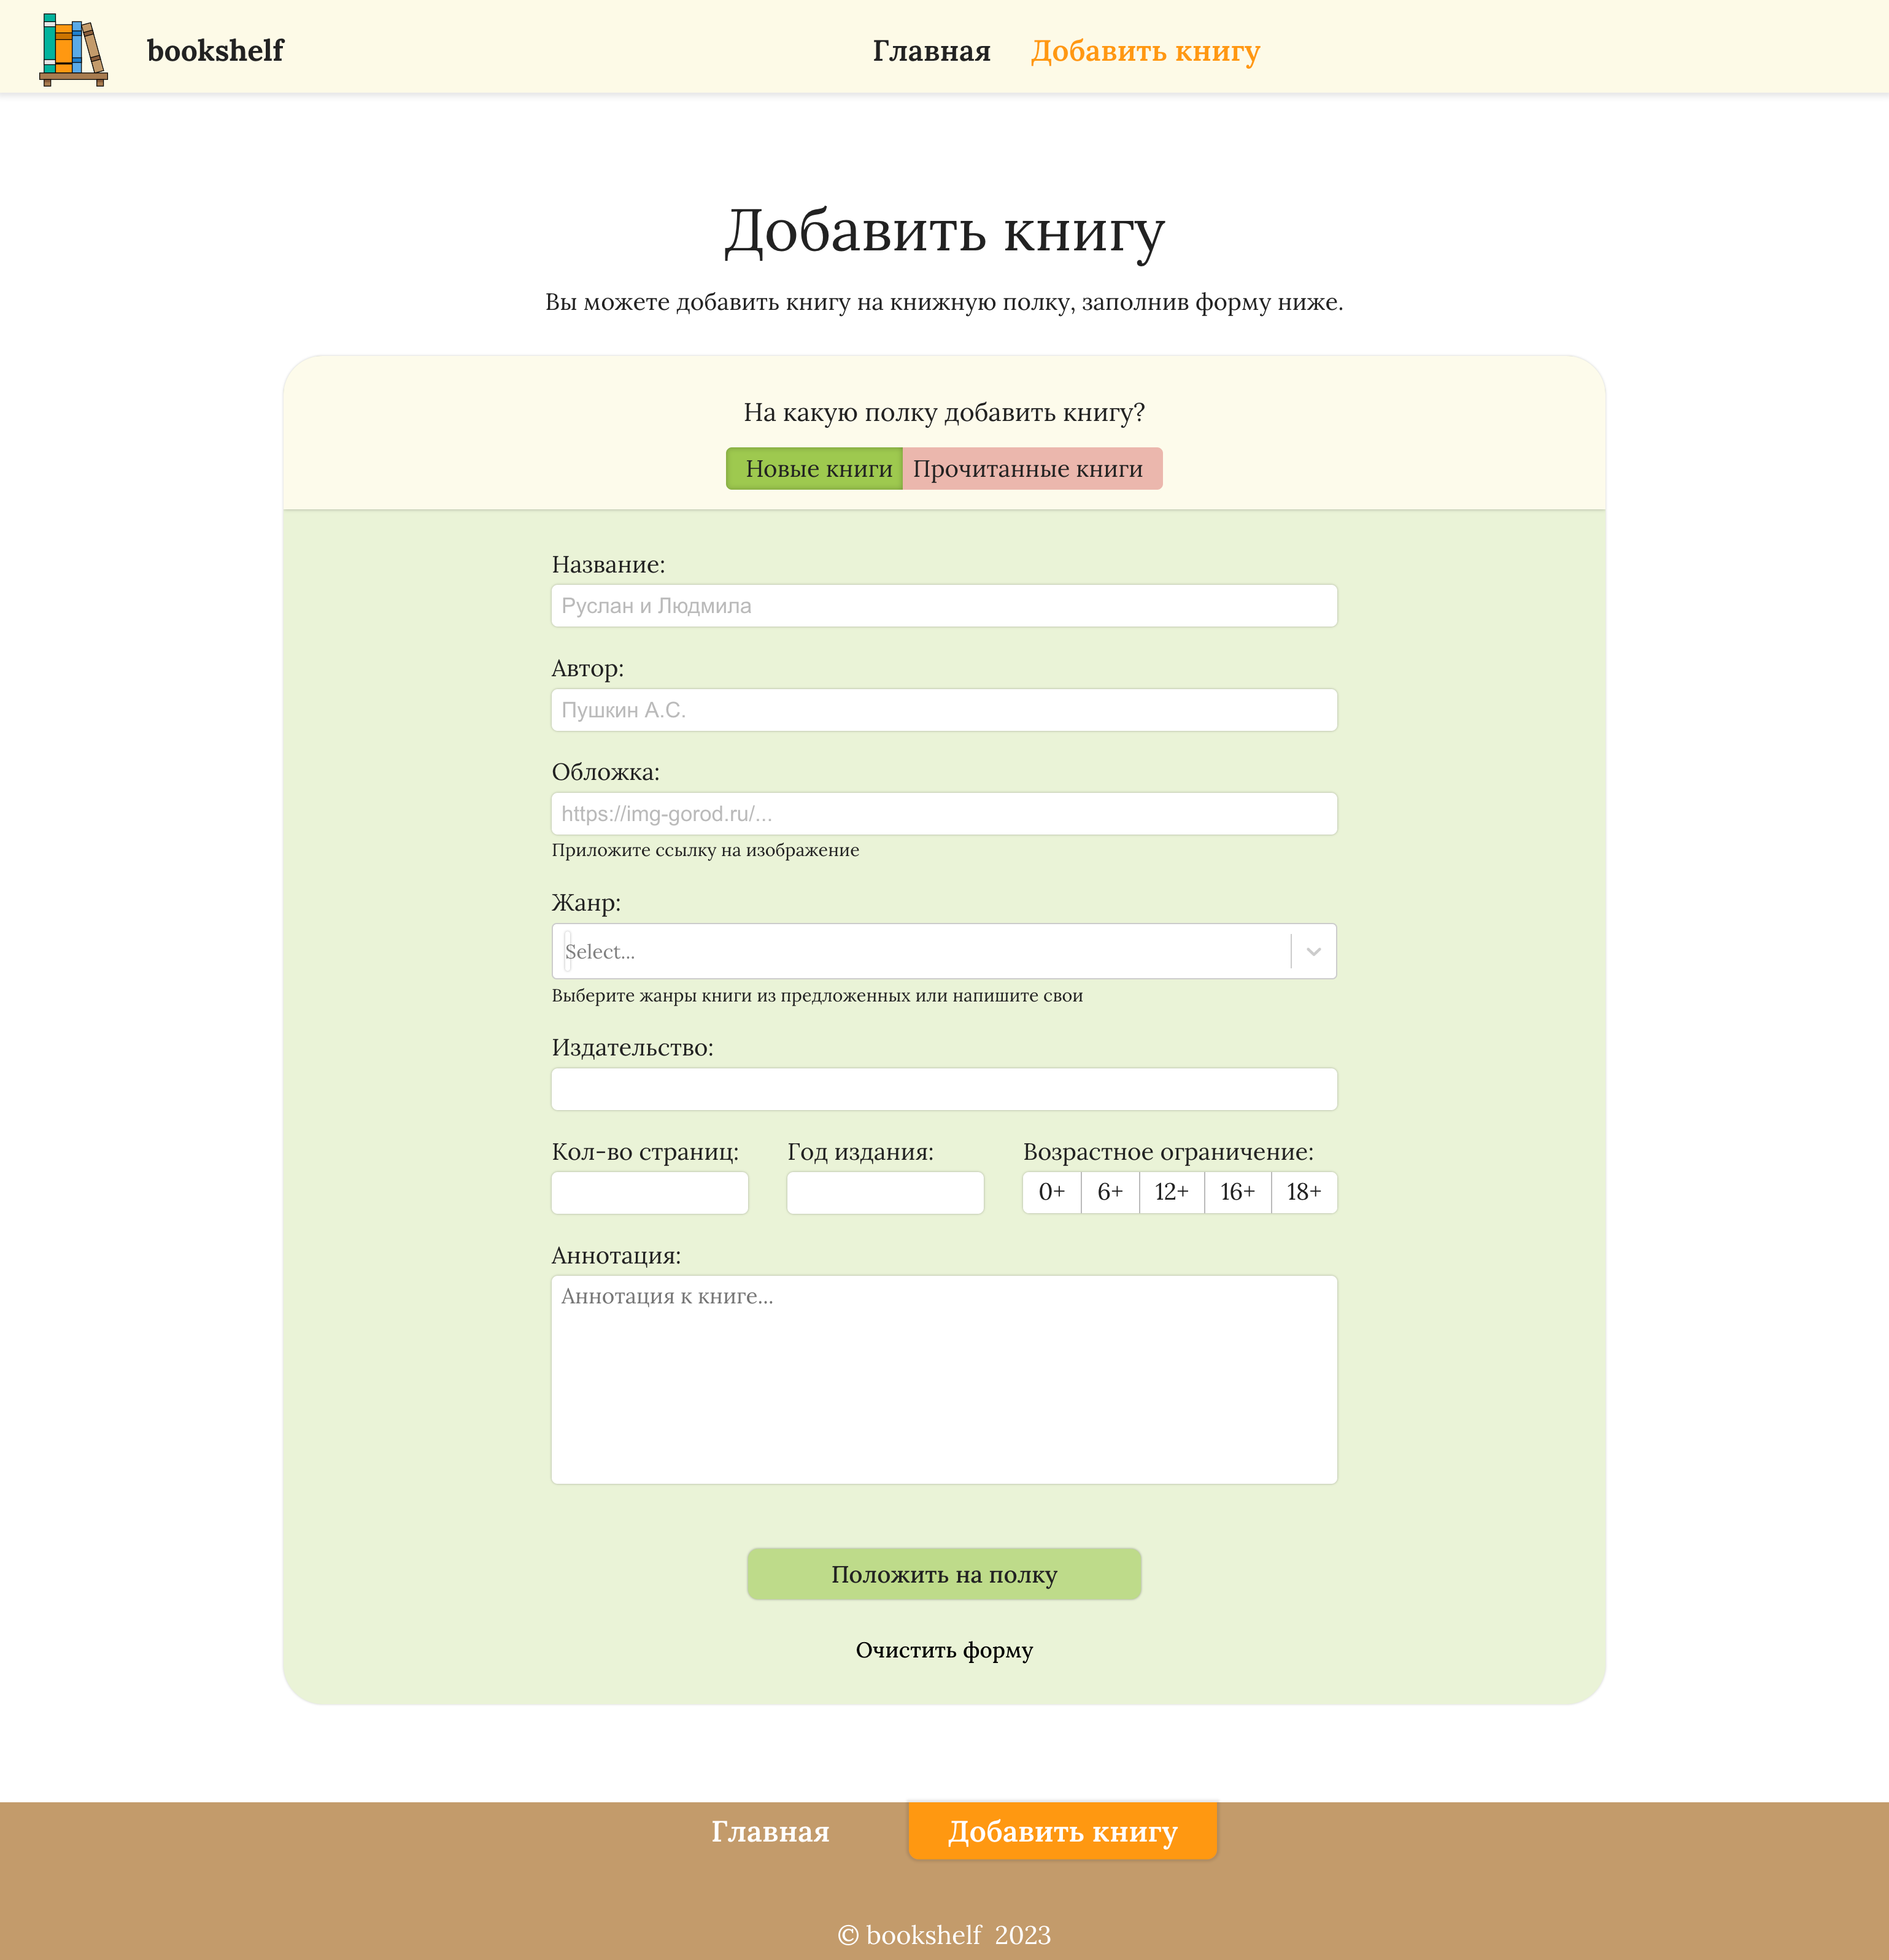 bookshelf
Главная Добавить книгу
Добавить книгу
Вы можете добавить книгу на книжную полку, заполнив форму ниже.
На какую полку добавить книгу?
Новые книги Прочитанные книги
Название:
Руслан и Людмила
Автор:
Пушкин А.С.
Обложка:
https://img-gorod.ru/...
Приложите ссылку на изображение
Жанр:
Select...
Выберите жанры книги из предложенных или напишите свои
Издательство:
Кол-во страниц: Год издания: Возрастное ограничение:
0+ 6+ 12+ 16+ 18+
Аннотация:
Аннотация к книге...
Положить на полку
Очистить форму
Главная Добавить книгу
© bookshelf 2023